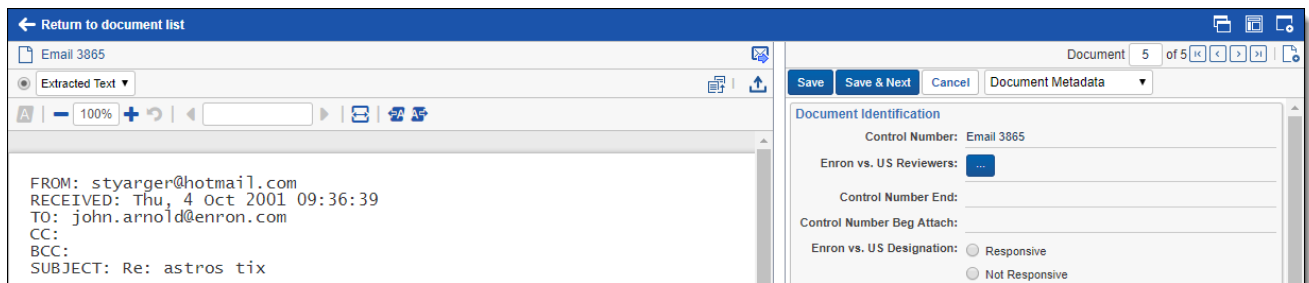 Return to document list
Email 3865
Document 5 of 5
Extracted Text
Save Save & Next Cancel Document Metadata
100%
Document Identification
Control Number: Email 3865
Enron vs. US Reviewers: ...
Control Number End:
Control Number Beg Attach:
Enron vs. US Designation: Responsive
Not Responsive
FROM: styarger@hotmail.com
RECEIVED: Thu, 4 Oct 2001 09:36:39
TO: john.arnold@enron.com
CC:
BCC:
SUBJECT: Re: astros tix